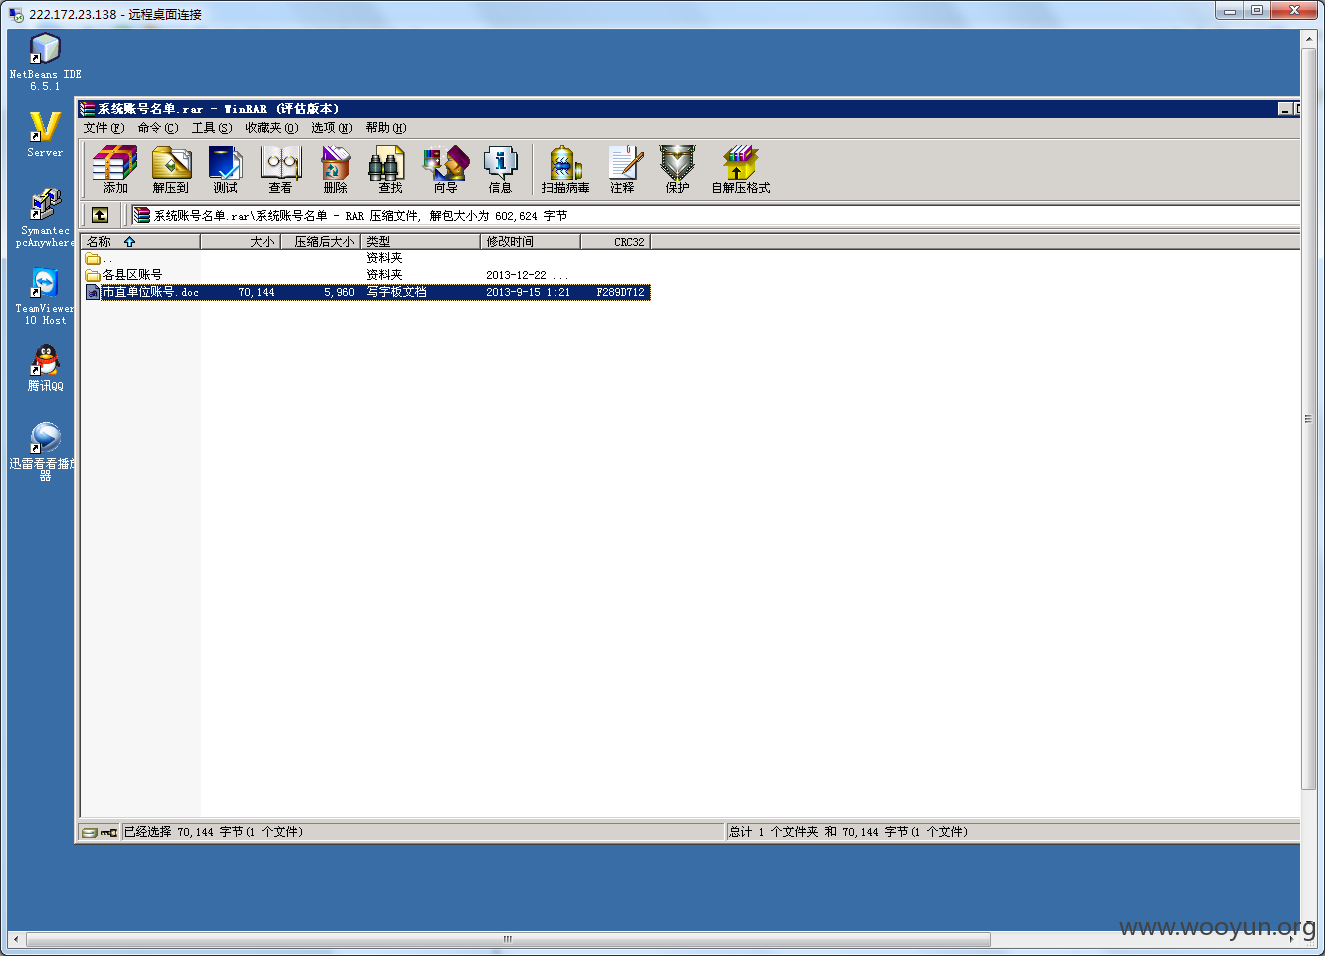 222.172.23.138 - 远程桌面连接
NetBeans IDE
6.5.1
Server
Symantec
pcAnywhere
TeamViewer
10 Host
腾讯QQ
迅雷看看播放
器
系统账号名单.rar - WinRAR (评估版本)
文件(F) 命令(C) 工具(S) 收藏夹(O) 选项(N) 帮助(H)
添加 解压到 测试 查看 删除 查找 向导 信息 扫描病毒 注释 保护 自解压格式
系统账号名单.rar\系统账号名单 - RAR 压缩文件, 解包大小为 602,624 字节
名称 大小 压缩后大小 类型 修改时间 CRC32
.. 资料夹
各县区账号 资料夹 2013-12-22 ...
市直单位账号.doc 70,144 5,960 写字板文档 2013-9-15 1:21 F289D712
已经选择 70,144 字节(1 个文件)
总计 1 个文件夹 和 70,144 字节(1 个文件)
www.wooyun.org